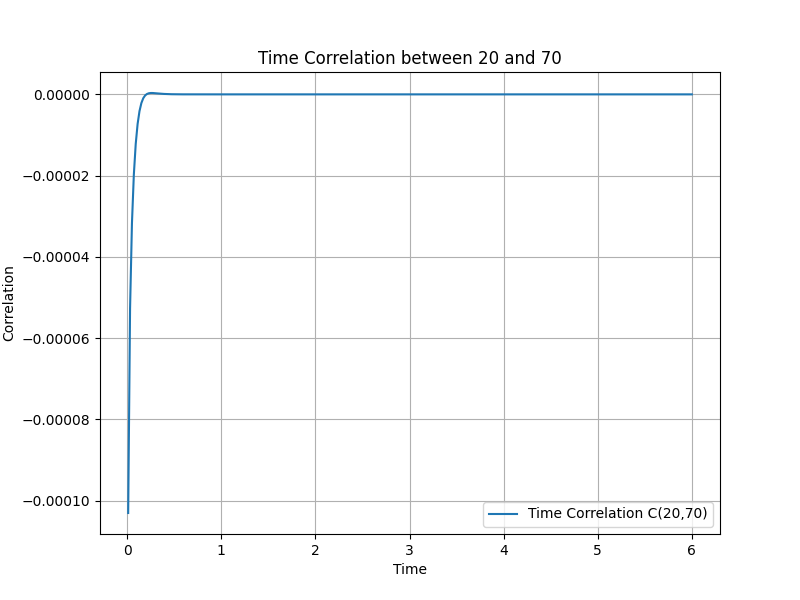 Time Correlation between 20 and 70
Correlation
0.00000
−0.00002
−0.00004
−0.00006
−0.00008
−0.00010
Time Correlation C(20,70)
0 1 2 3 4 5 6
Time